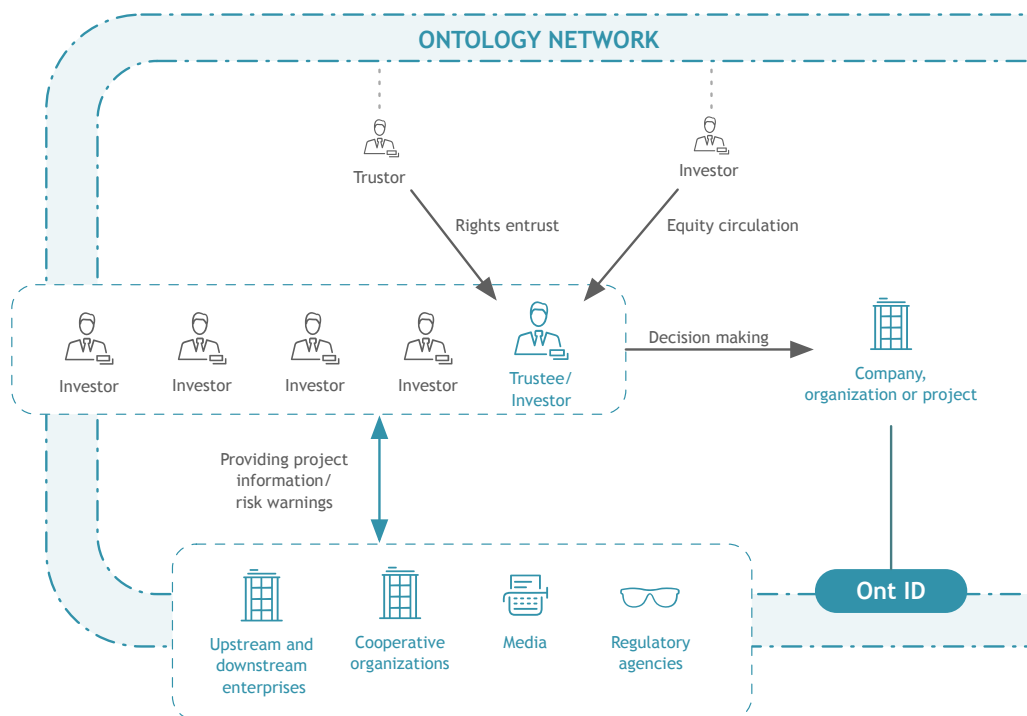 ONTOLOGY NETWORK
Trustor
Investor
Rights entrust
Equity circulation
Investor
Investor
Investor
Investor
Trustee/
Investor
Decision making
Company,
organization or project
Providing project
information/
risk warnings
Upstream and
downstream
enterprises
Cooperative
organizations
Media
Regulatory
agencies
Ont ID